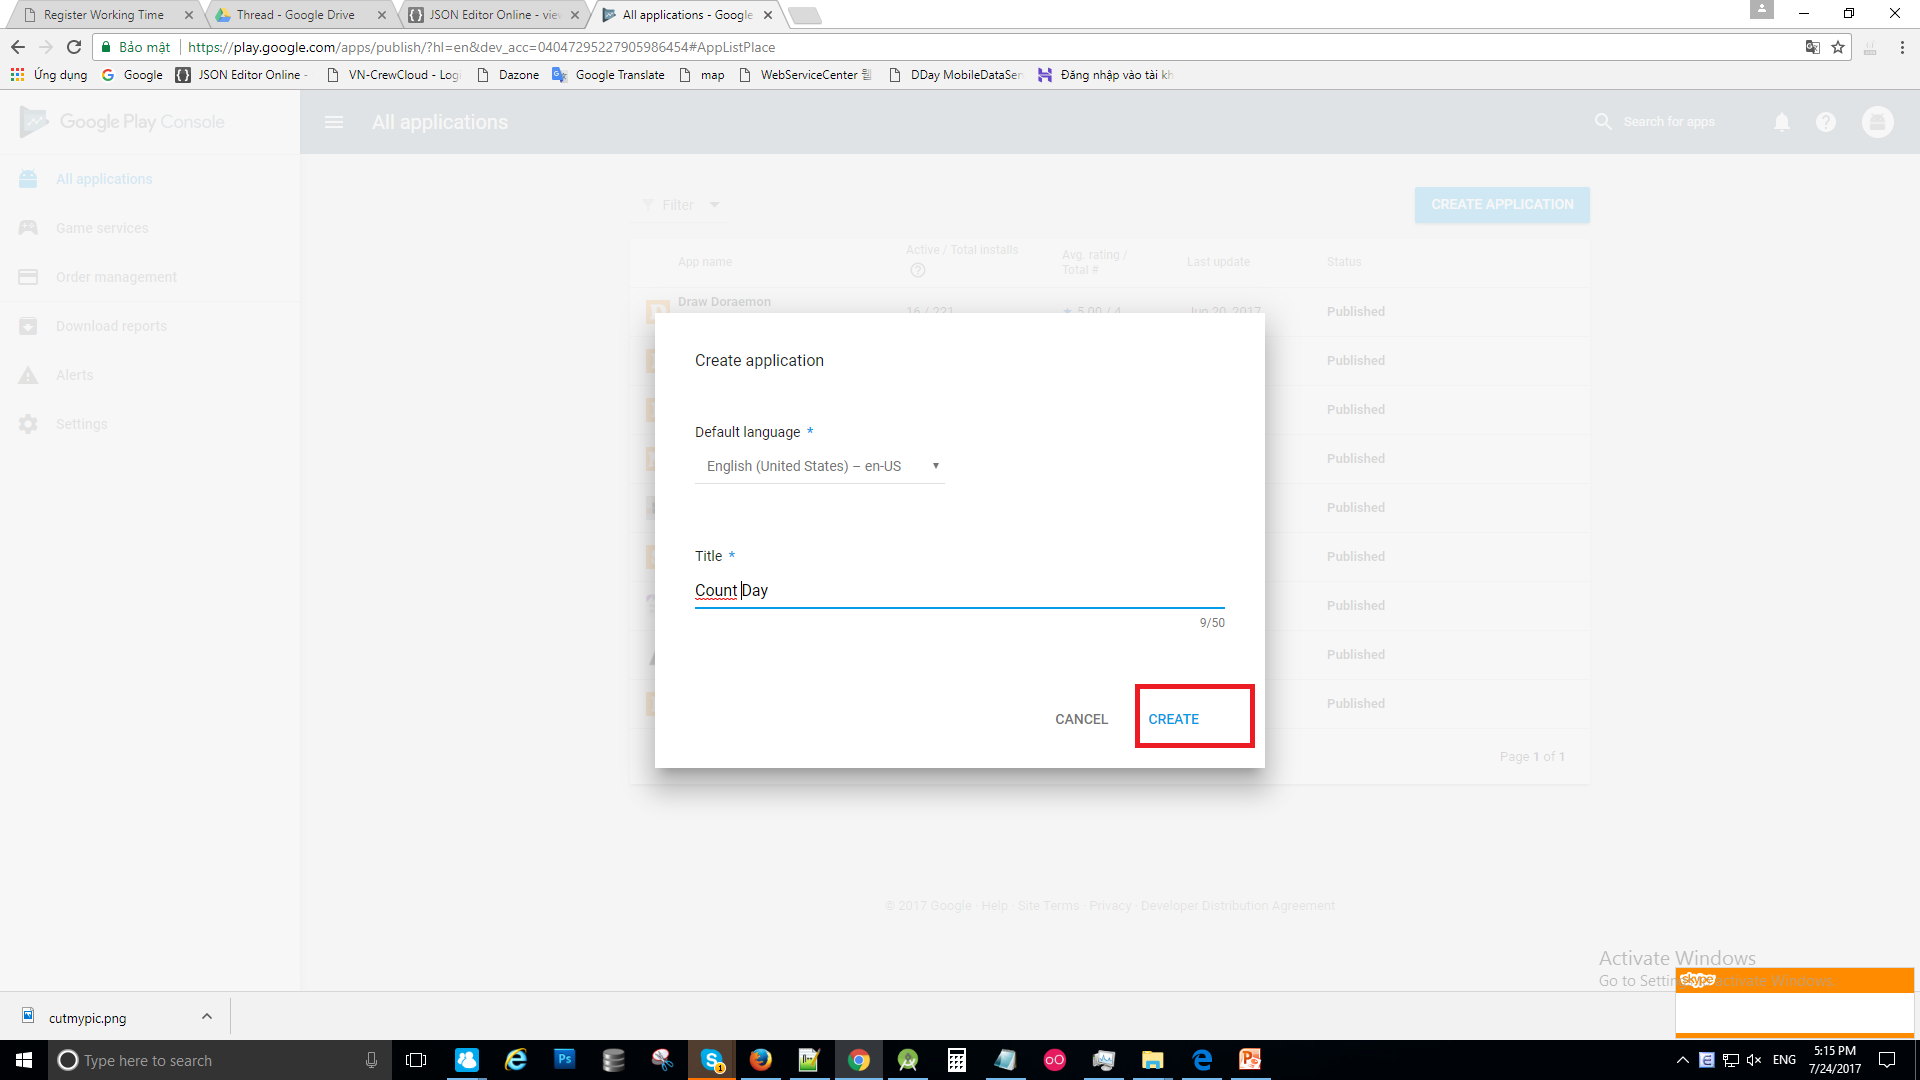 Register Working Time
Thread - Google Drive
JSON Editor Online - vie
All applications - Google
Bảo mật
https://play.google.com/apps/publish/?hl=en&dev_acc=04047295227905986454#AppListPlace
Ứng dụng
Google
JSON Editor Online -
VN-CrewCloud - Log
Dazone
Google Translate
map
WebServiceCenter
DDay MobileDataSer
Đăng nhập vào tài kh
Google Play Console
All applications
Search for apps
All applications
Game services
Order management
Download reports
Alerts
Settings
Filter
CREATE APPLICATION
App name
Active / Total installs
Avg. rating /
Total #
Last update
Status
Draw Doraemon
16 / 221
5.00 / 4
Jun 20, 2017
Published
Published
Published
Published
Published
Published
Published
Published
Published
Create application
Default language *
English (United States) – en-US
Title *
Count Day
9/50
CANCEL
CREATE
Page 1 of 1
© 2017 Google · Help · Site Terms · Privacy · Developer Distribution Agreement
Activate Windows
Go to Settin
activate Windows.
skype
cutmypic.png
Type here to search
Ps
1
ENG
5:15 PM
7/24/2017